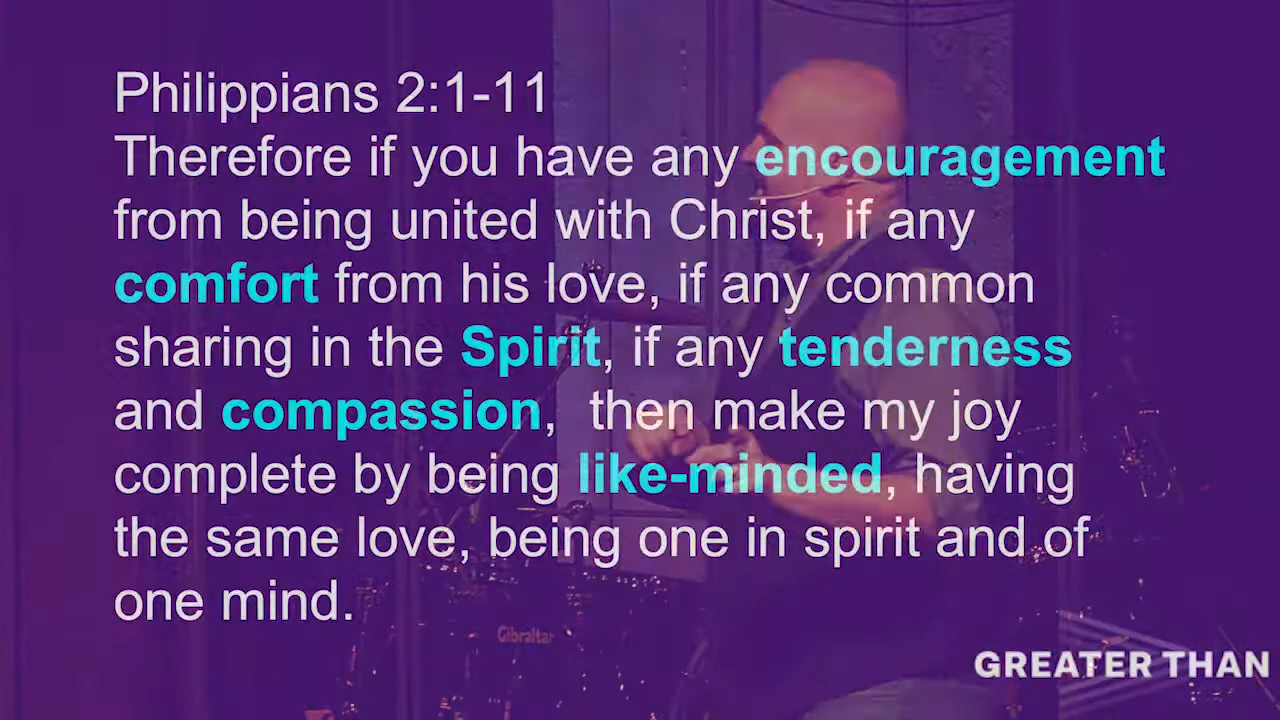 Philippians 2:1-11
Therefore if you have any encouragement
from being united with Christ, if any
comfort from his love, if any common
sharing in the Spirit, if any tenderness
and compassion,  then make my joy
complete by being like-minded, having
the same love, being one in spirit and of
one mind.
Gibraltar
GREATER THAN